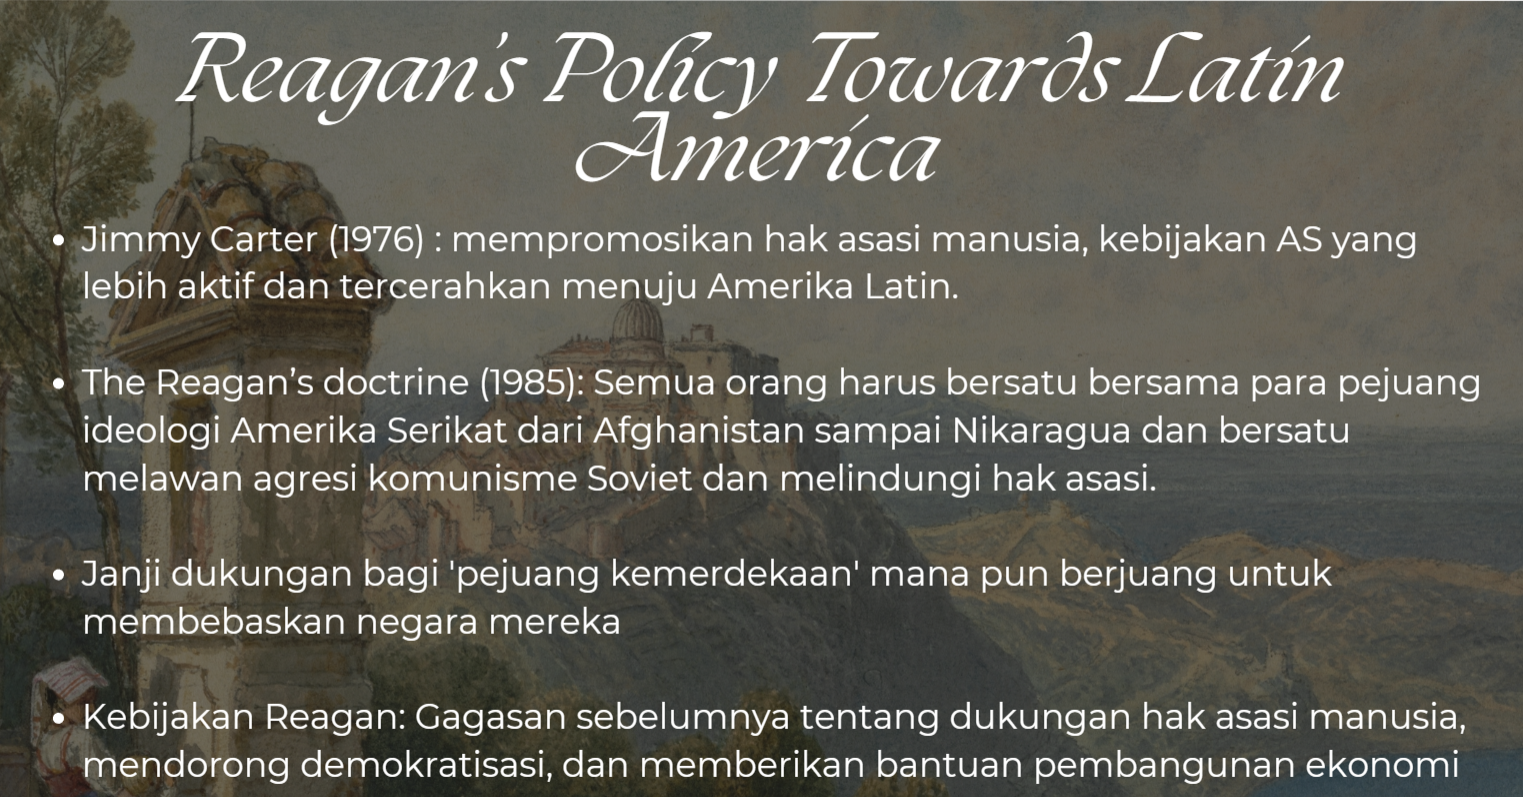 Reagan's Policy Towards Latin
America
• Jimmy Carter (1976) : mempromosikan hak asasi manusia, kebijakan AS yang
lebih aktif dan tercerahkan menuju Amerika Latin.
• The Reagan's doctrine (1985): Semua orang harus bersatu bersama para pejuang
ideologi Amerika Serikat dari Afghanistan sampai Nikaragua dan bersatu
melawan agresi komunisme Soviet dan melindungi hak asasi.
• Janji dukungan bagi 'pejuang kemerdekaan' mana pun berjuang untuk
membebaskan negara mereka
• Kebijakan Reagan: Gagasan sebelumnya tentang dukungan hak asasi manusia,
mendorong demokratisasi, dan memberikan bantuan pembangunan ekonomi